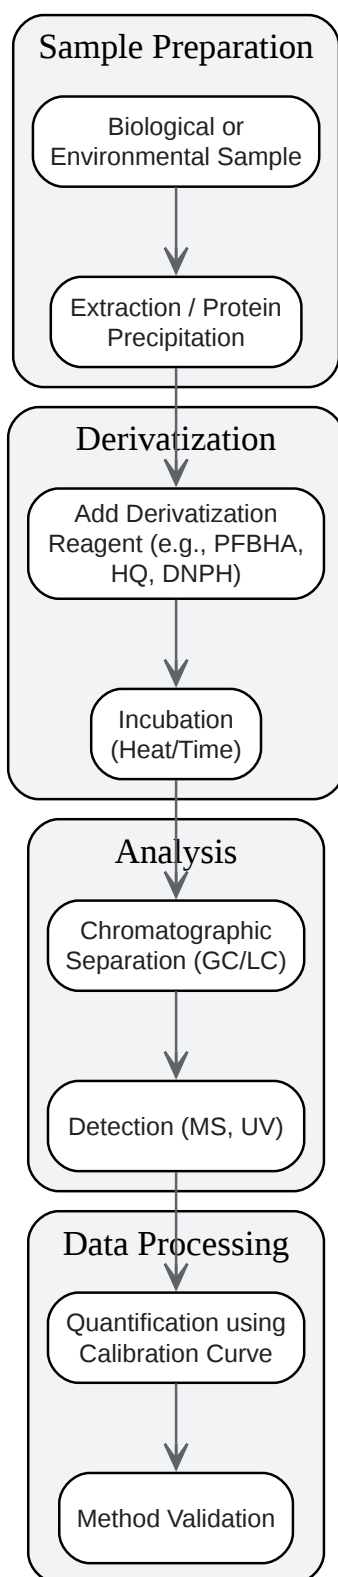 Sample Preparation
Biological or
Environmental Sample
Extraction / Protein
Precipitation
Derivatization
Add Derivatization
Reagent (e.g., PFBHA,
HQ, DNPH)
Incubation
(Heat/Time)
Analysis
Chromatographic
Separation (GC/LC)
Detection (MS, UV)
Data Processing
Quantification using
Calibration Curve
Method Validation